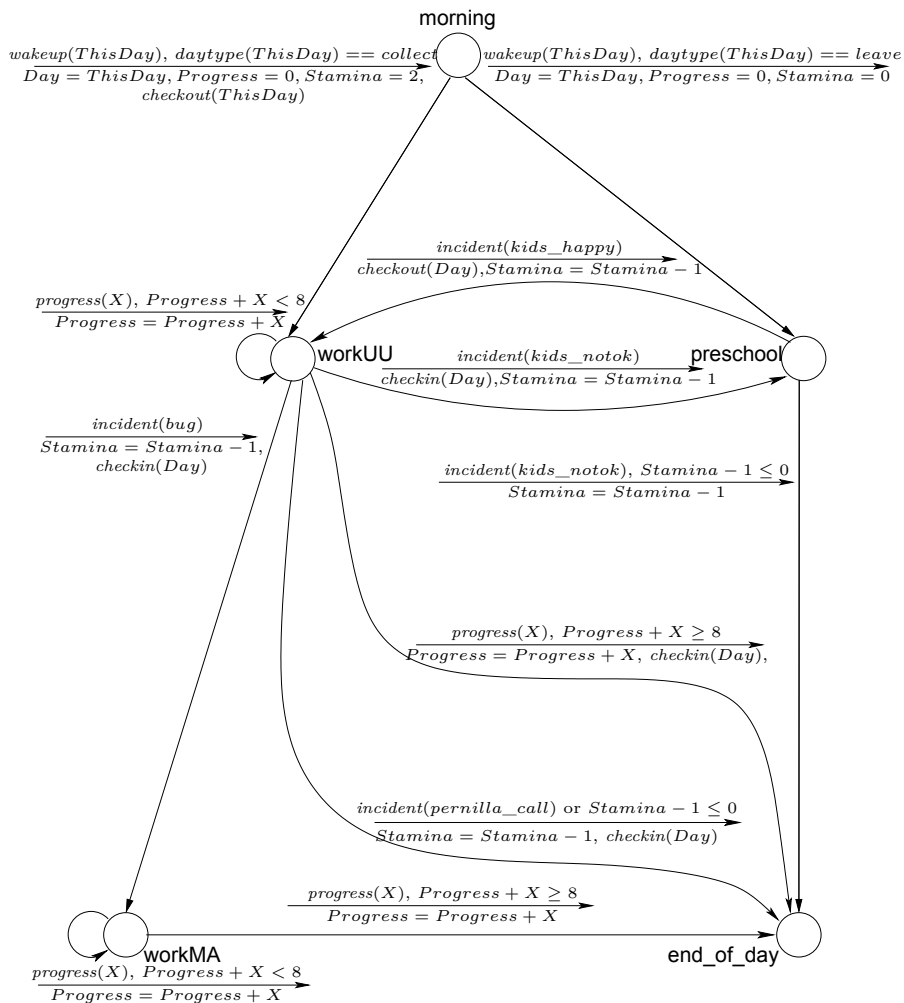 morning
wakeup(ThisDay), daytype(ThisDay) == collect
Day = ThisDay, Progress = 0, Stamina = 2,
checkout(ThisDay)
wakeup(ThisDay), daytype(ThisDay) == leave
Day = ThisDay, Progress = 0, Stamina = 0
incident(kids_happy)
checkout(Day),Stamina = Stamina − 1
progress(X), Progress + X < 8
Progress = Progress + X
workUU
incident(kids_notok)
checkin(Day),Stamina = Stamina − 1
preschool
incident(bug)
Stamina = Stamina − 1,
checkin(Day)
incident(kids_notok), Stamina − 1 ≤ 0
Stamina = Stamina − 1
progress(X), Progress + X ≥ 8
Progress = Progress + X, checkin(Day),
incident(pernilla_call) or Stamina − 1 ≤ 0
Stamina = Stamina − 1, checkin(Day)
progress(X), Progress + X ≥ 8
Progress = Progress + X
workMA
end_of_day
progress(X), Progress + X < 8
Progress = Progress + X